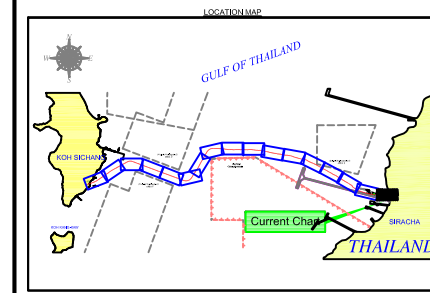 LOCATION MAP
N
W
E
S
GULF OF THAILAND
KOH SICHANG
Current Chart
SIRACHA
THAILAND